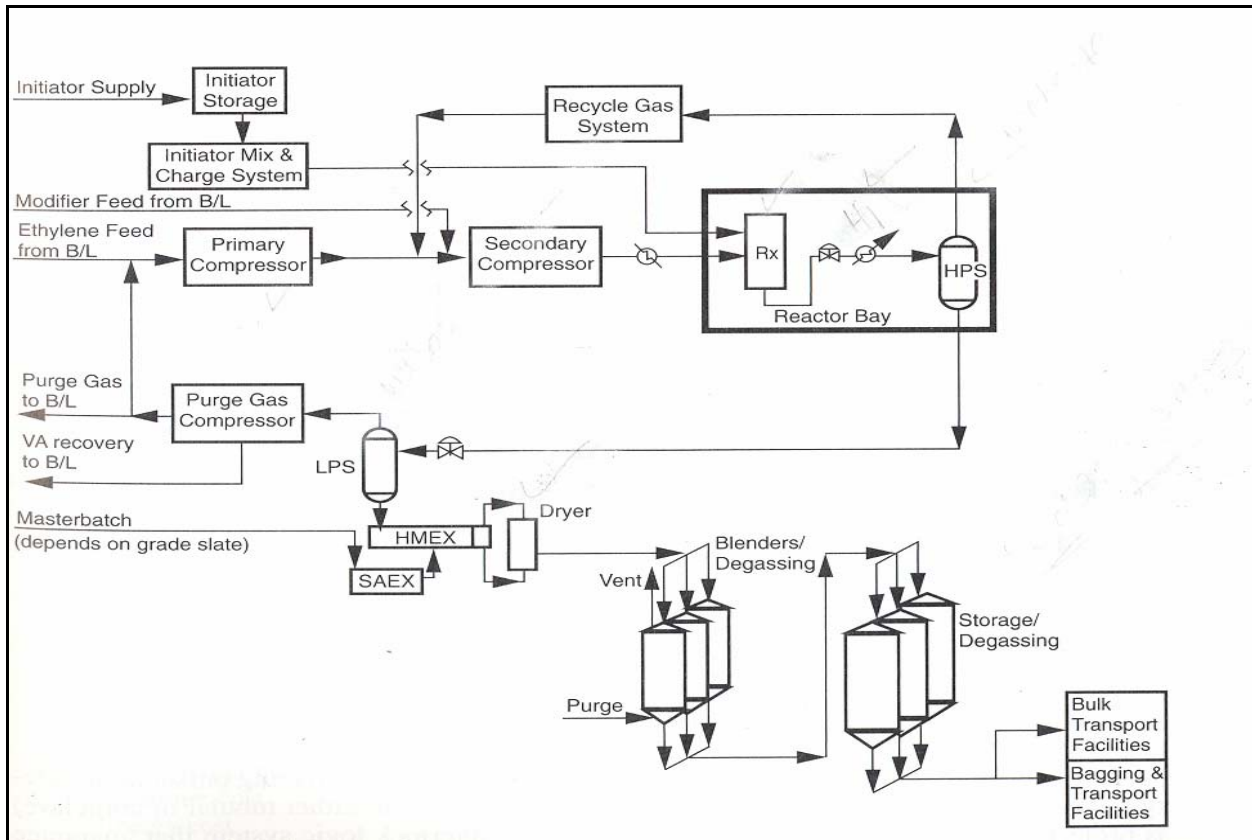 Initiator Supply
Initiator
Storage
Recycle Gas
System
Initiator Mix &
Charge System
Modifier Feed from B/L
Ethylene Feed
from B/L
Primary
Compressor
Secondary
Compressor
Rx
HPS
Reactor Bay
Purge Gas
to B/L
Purge Gas
Compressor
VA recovery
to B/L
LPS
Masterbatch
(depends on grade slate)
HMEX
Dryer
SAEX
Blenders/
Degassing
Vent
Storage/
Degassing
Purge
Bulk
Transport
Facilities
Bagging &
Transport
Facilities